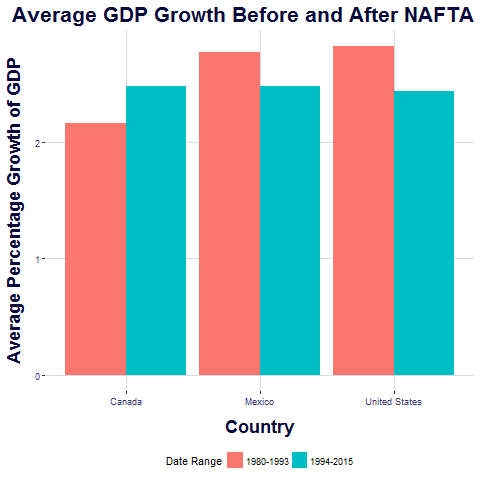 Average GDP Growth Before and After NAFTA
Average Percentage Growth of GDP
2
1
0
Canada
Mexico
United States
Country
Date Range
1980-1993
1994-2015